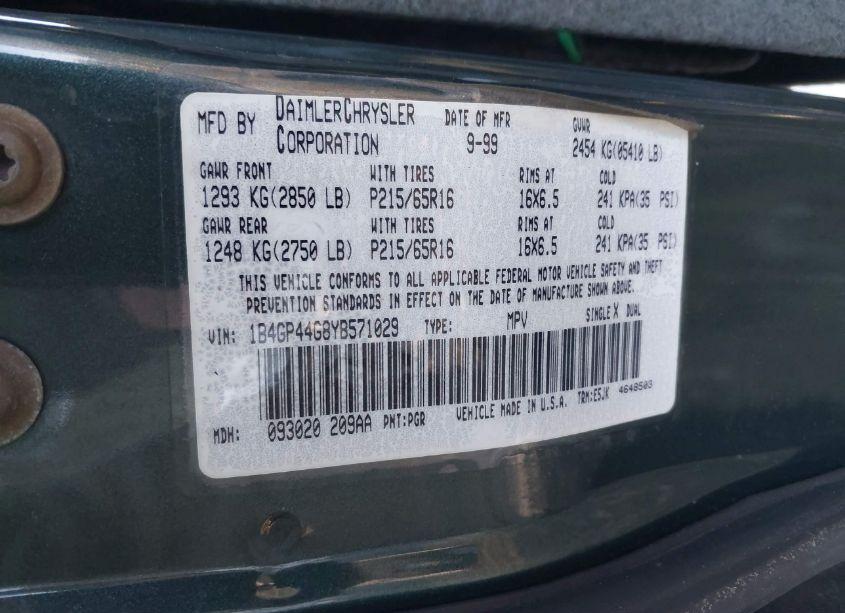 MFD BY DAIMLERCHRYSLER CORPORATION DATE OF MFR 9-99 GVWR 2454 KG(05410 LB)
GAWR FRONT WITH TIRES RIMS AT COLD
1293 KG(2850 LB) P215/65R16 16X6.5 241 KPA(35 PSI)
GAWR REAR WITH TIRES RIMS AT COLD
1248 KG(2750 LB) P215/65R16 16X6.5 241 KPA(35 PSI)
THIS VEHICLE CONFORMS TO ALL APPLICABLE FEDERAL MOTOR VEHICLE SAFETY AND THEFT
PREVENTION STANDARDS IN EFFECT ON THE DATE OF MANUFACTURE SHOWN ABOVE.
VIN: 1B4GP44G8YB571029 TYPE: MPV SINGLE X DUAL
MDH: 093020 209AA PNT:PGR VEHICLE MADE IN U.S.A. TRM:E5JK 4648503